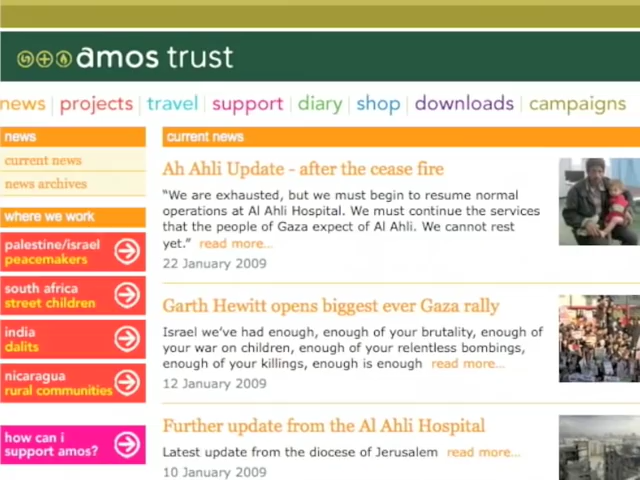 amos trust
news | projects | travel | support | diary | shop | downloads | campaigns
news
current news
news archives
where we work
palestine/israel
peacemakers
south africa
street children
india
dalits
nicaragua
rural communities
how can i
support amos?
current news
Ah Ahli Update - after the cease fire
"We are exhausted, but we must begin to resume normal
operations at Al Ahli Hospital. We must continue the services
that the people of Gaza expect of Al Ahli. We cannot rest
yet." read more...
22 January 2009
Garth Hewitt opens biggest ever Gaza rally
Israel we've had enough, enough of your brutality, enough of
your war on children, enough of your relentless bombings,
enough of your killings, enough is enough read more...
12 January 2009
Further update from the Al Ahli Hospital
Latest update from the diocese of Jerusalem read more...
10 January 2009